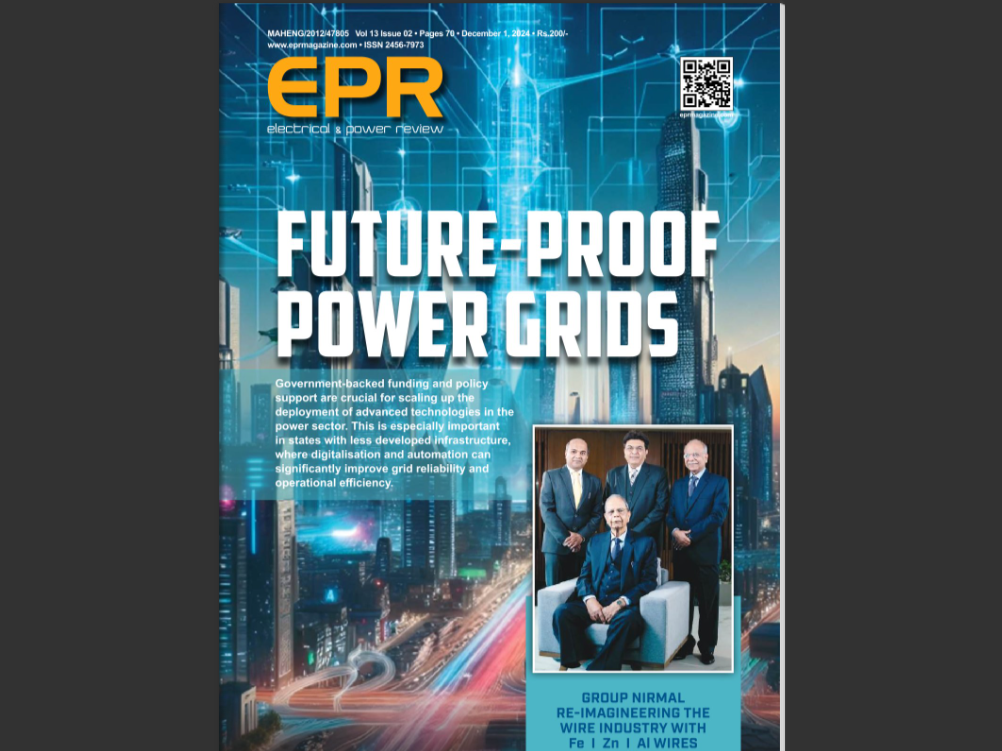 MAHENG/2012/47805 Vol 13 Issue 02 • Pages 70 • December 1, 2024 • Rs.200/-
www.eprmagazine.com • ISSN 2456-7973
EPR
electrical & power review
eprmagazine.com
FUTURE-PROOF
POWER GRIDS
Government-backed funding and policy
support are crucial for scaling up the
deployment of advanced technologies in the
power sector. This is especially important
in states with less developed infrastructure,
where digitalisation and automation can
significantly improve grid reliability and
operational efficiency.
GROUP NIRMAL
RE-IMAGINEERING THE
WIRE INDUSTRY WITH
Fe I Zn I Al WIRES